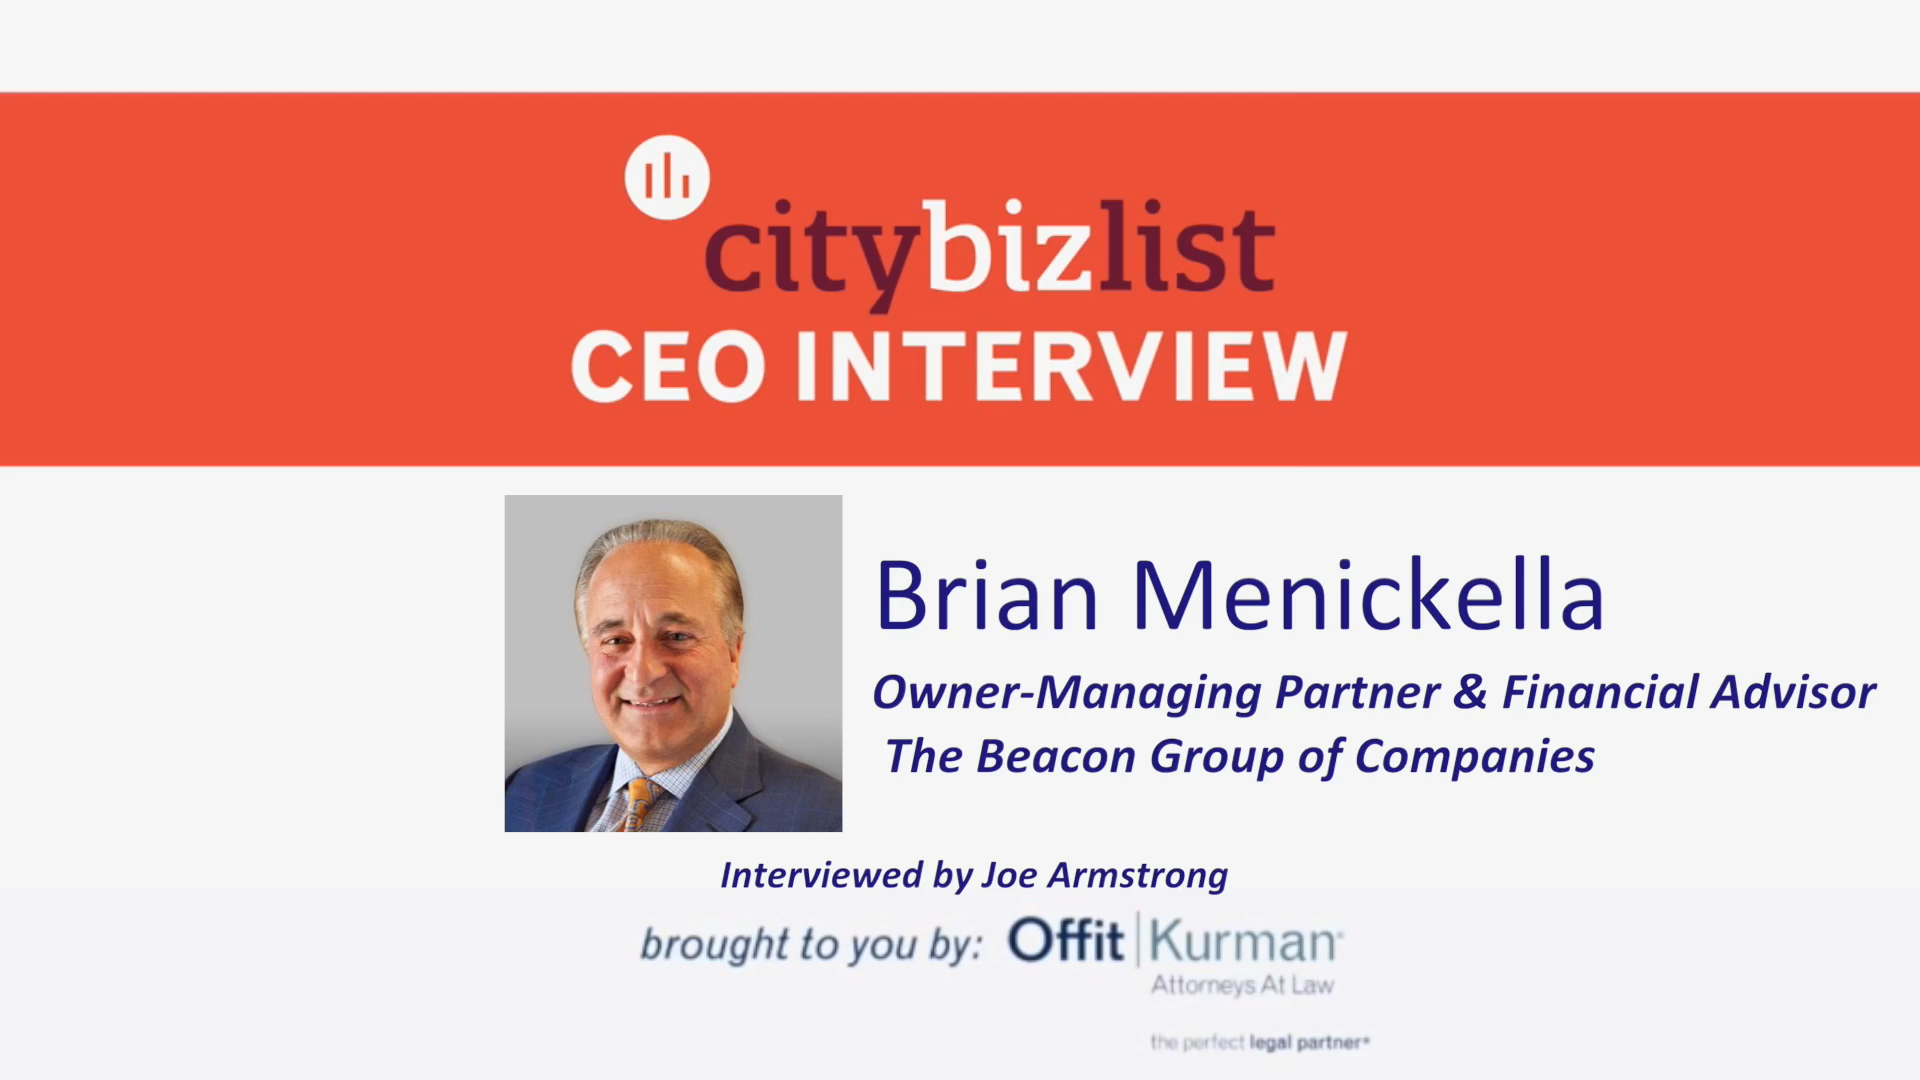 citybizlist
CEO INTERVIEW
Brian Menickella
Owner-Managing Partner & Financial Advisor
The Beacon Group of Companies
Interviewed by Joe Armstrong
brought to you by: Offit | Kurman
Attorneys At Law
the perfect legal partner